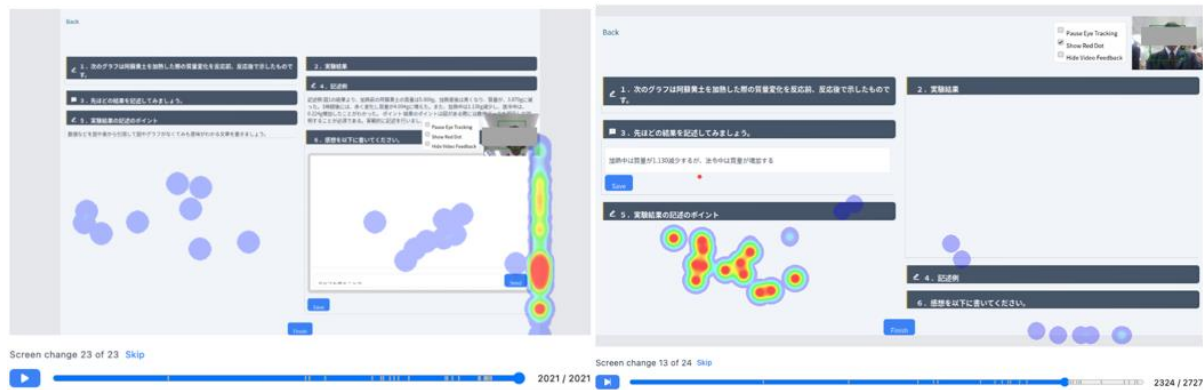 Back
1．次のグラフは阿蘇黄土を加熱した際の質量変化を反応前、反応後で示したもので
す。
3．先ほどの結果を記述してみましょう。
5．実験結果の記述のポイント
2．実験結果
4．記述例
Pause Eye Tracking
Show Red Dot
Hide Video Feedback
6．感想を以下に書いてください。
Save
Finish
Screen change 23 of 23 Skip
2021 / 2021
Back
Pause Eye Tracking
Show Red Dot
Hide Video Feedback
1．次のグラフは阿蘇黄土を加熱した際の質量変化を反応前、反応後で示したもので
す。
3．先ほどの結果を記述してみましょう。
加熱中は質量が1.130減少するが、法令中は質量が増加する
Save
5．実験結果の記述のポイント
2．実験結果
4．記述例
6．感想を以下に書いてください。
Finish
Screen change 13 of 24 Skip
2324 / 2727